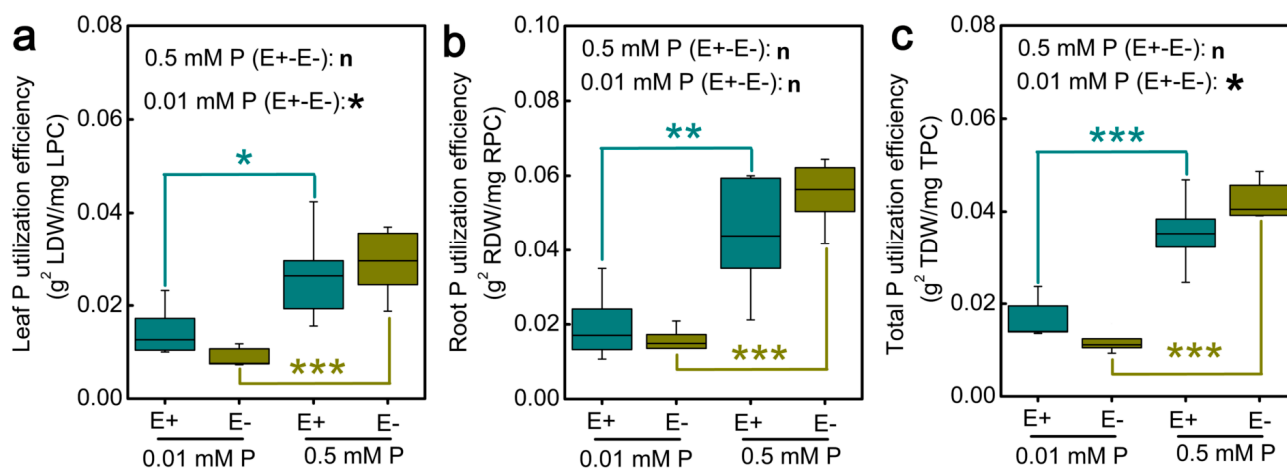 a
Leaf P utilization efficiency
(g² LDW/mg LPC)
0.08
0.06
0.04
0.02
0.00
0.5 mM P (E+-E-): n
0.01 mM P (E+-E-): *
*
***
E+ E- E+ E-
0.01 mM P 0.5 mM P
b
Root P utilization efficiency
(g² RDW/mg RPC)
0.10
0.08
0.06
0.04
0.02
0.00
0.5 mM P (E+-E-): n
0.01 mM P (E+-E-): n
**
***
E+ E- E+ E-
0.01 mM P 0.5 mM P
c
Total P utilization efficiency
(g² TDW/mg TPC)
0.08
0.06
0.04
0.02
0.00
0.5 mM P (E+-E-): n
0.01 mM P (E+-E-): *
***
***
E+ E- E+ E-
0.01 mM P 0.5 mM P